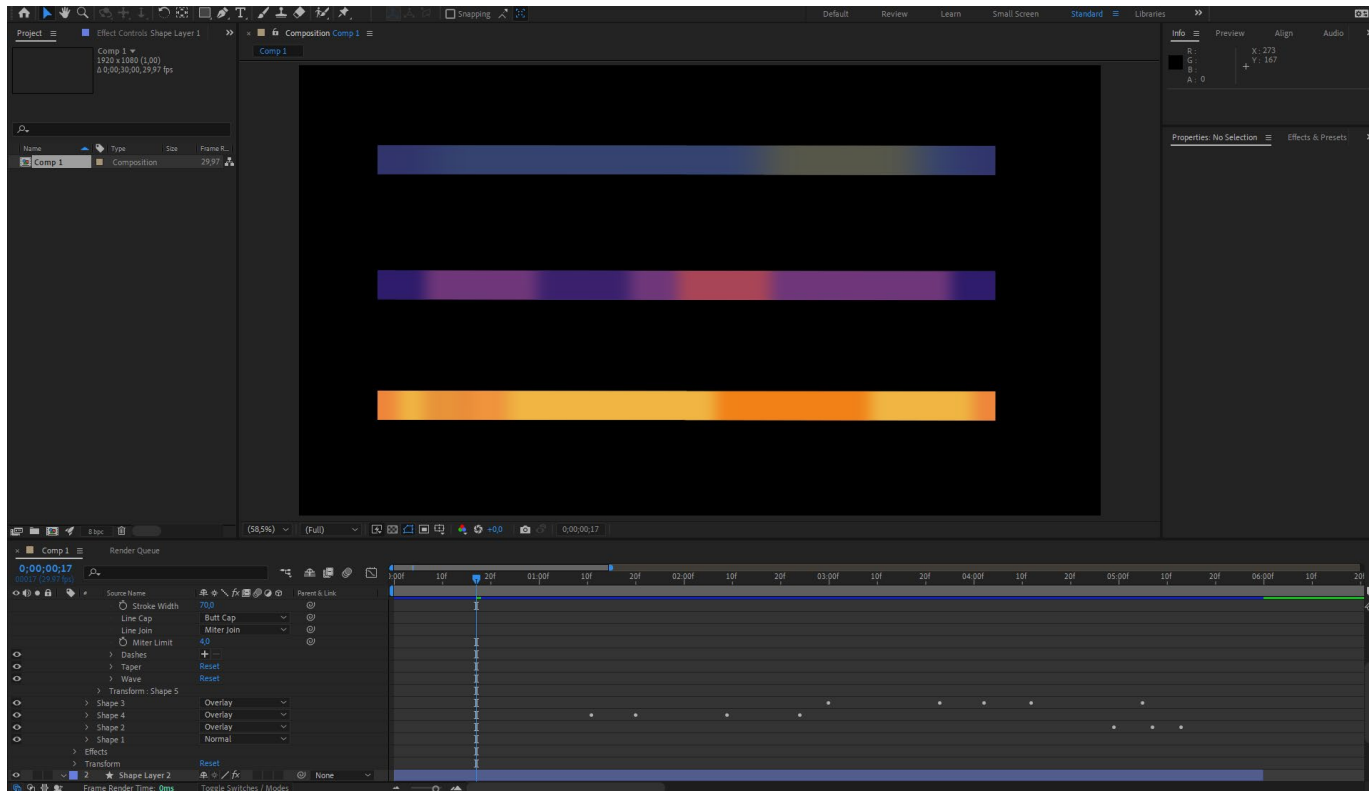 Snapping
Default Review Learn Small Screen Standard Libraries
Project Effect Controls Shape Layer 1 Composition Comp 1 Info Preview Align Audio
Comp 1
Comp 1
1920 x 1080 (1,00)
Δ 0;00;30;00, 29,97 fps
R :
G :
B :
A : 0
X : 273
Y : 167
Properties: No Selection Effects & Presets
Name Type Size Frame R...
Comp 1 Composition 29,97
8 bpc
(58,5%) (Full) +0,0 0;00;00;17
Comp 1 Render Queue
0;00;00;17
00017 (29.97 fps)
:00f 10f 20f 01:00f 10f 20f 02:00f 10f 20f 03:00f 10f 20f 04:00f 10f 20f 05:00f 10f 20f 06:00f 10f 20f
# Source Name Parent & Link
Stroke Width 70,0
Line Cap Butt Cap
Line Join Miter Join
Miter Limit 4,0
Dashes + -
Taper Reset
Wave Reset
Transform : Shape 5
Shape 3 Overlay
Shape 4 Overlay
Shape 2 Overlay
Shape 1 Normal
Effects
Transform Reset
2 Shape Layer 2 None
Frame Render Time: 0ms Toggle Switches / Modes